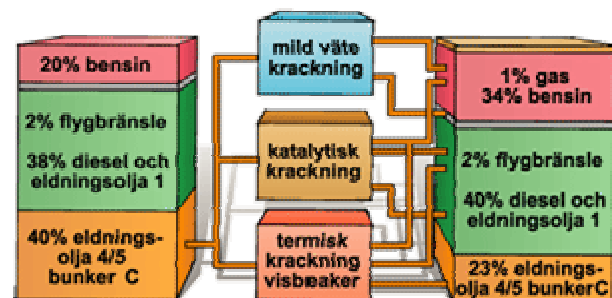 20% bensin
2% flygbränsle
38% diesel och
eldningsolja 1
40% eldnings-
olja 4/5
bunker C
mild väte
krackning
katalytisk
krackning
termisk
krackning
visbeaker
1% gas
34% bensin
2% flygbränsle
40% diesel och
eldningsolja 1
23% eldnings-
olja 4/5 bunkerC